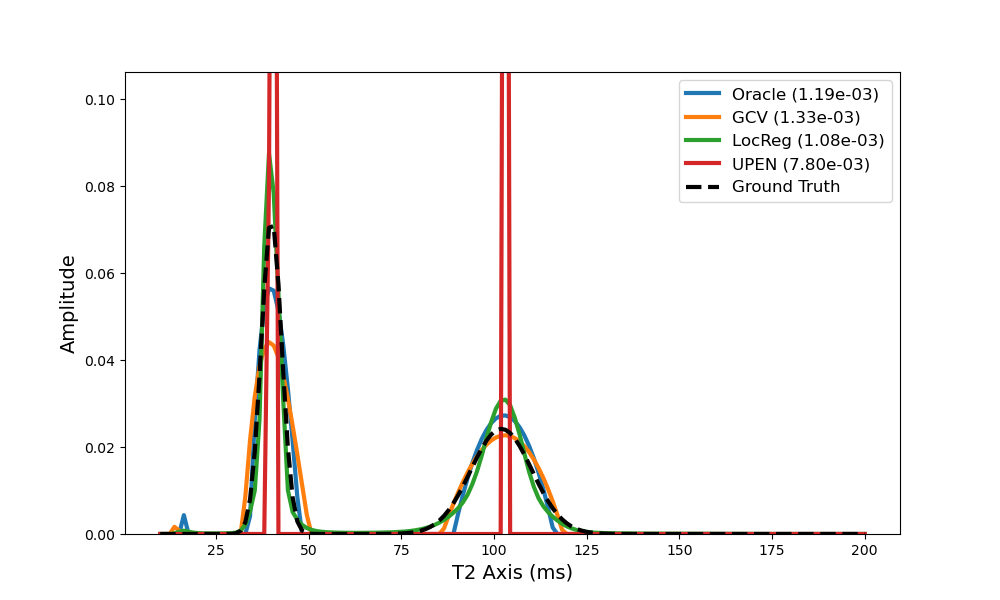 0.10
0.08
0.06
0.04
0.02
0.00
Amplitude
25 50 75 100 125 150 175 200
T2 Axis (ms)
Oracle (1.19e-03)
GCV (1.33e-03)
LocReg (1.08e-03)
UPEN (7.80e-03)
Ground Truth